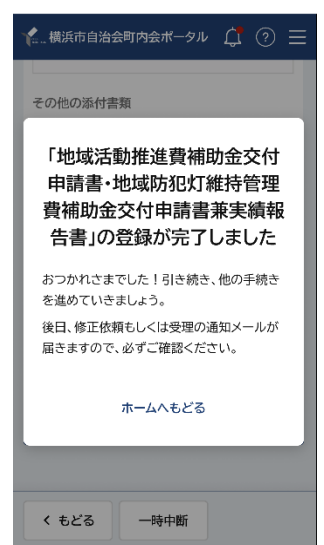 横浜市自治会町内会ポータル
その他の添付書類
「地域活動推進費補助金交付
申請書・地域防犯灯維持管理
費補助金交付申請書兼実績報
告書」の登録が完了しました
おつかれさまでした！引き続き、他の手続き
を進めていきましょう。
後日、修正依頼もしくは受理の通知メールが
届きますので、必ずご確認ください。
ホームへもどる
もどる
一時中断